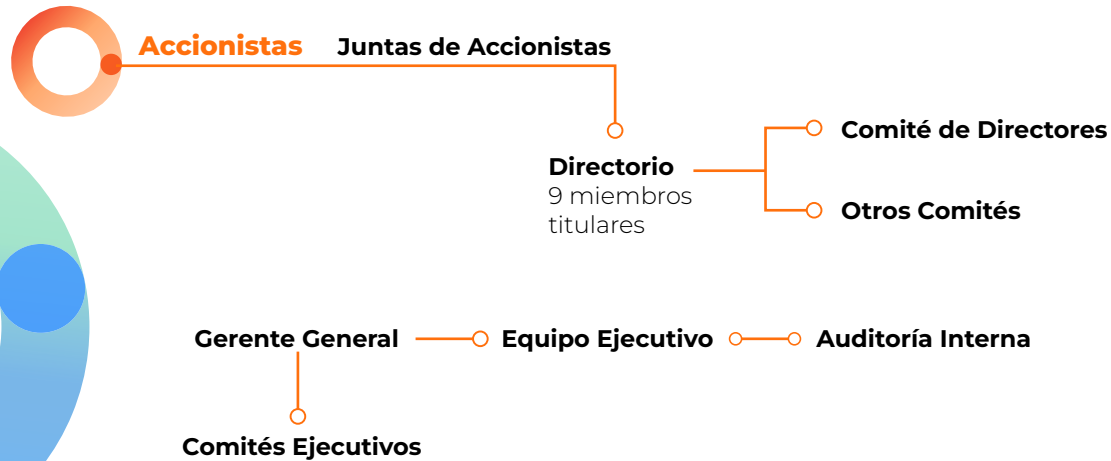 Accionistas Juntas de Accionistas
Comité de Directores
Directorio
9 miembros
titulares
Otros Comités
Gerente General Equipo Ejecutivo Auditoría Interna
Comités Ejecutivos